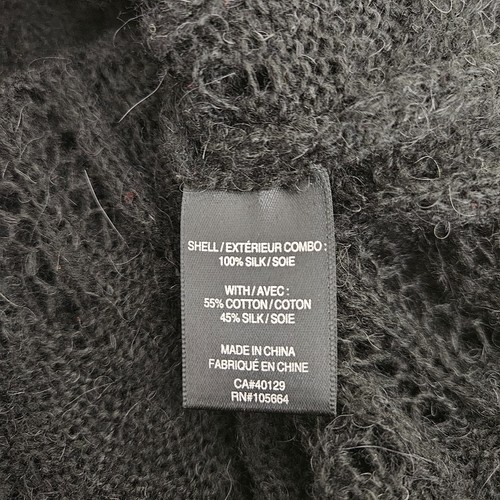 SHELL/EXTÉRIEUR COMBO:
100% SILK/SOIE
WITH/AVEC:
55% COTTON/COTON
45% SILK/SOIE
MADE IN CHINA
FABRIQUÉ EN CHINE
CA#40129
RN#105664